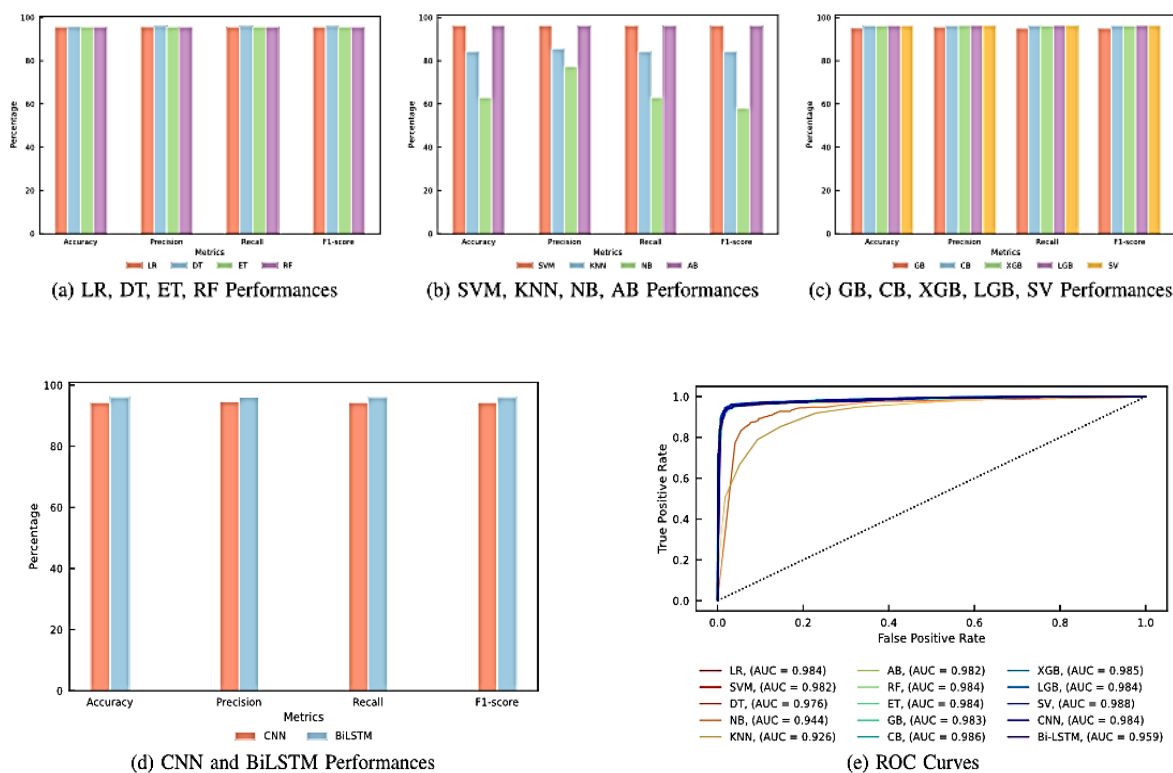 100
80
60
40
20
0
Percentage
Accuracy Precision Recall F1-score
Metrics
LR DT ET RF
(a) LR, DT, ET, RF Performances
100
80
60
40
20
0
Percentage
Accuracy Precision Recall F1-score
Metrics
SVM KNN NB AB
(b) SVM, KNN, NB, AB Performances
100
80
60
40
20
0
Percentage
Accuracy Precision Recall F1-score
Metrics
GB CB XGB LGB SV
(c) GB, CB, XGB, LGB, SV Performances
100
80
60
40
20
0
Percentage
Accuracy Precision Recall F1-score
Metrics
CNN BiLSTM
(d) CNN and BiLSTM Performances
1.0
0.8
0.6
0.4
0.2
0.0
True Positive Rate
0.0 0.2 0.4 0.6 0.8 1.0
False Positive Rate
LR, (AUC = 0.984) AB, (AUC = 0.982) XGB, (AUC = 0.985)
SVM, (AUC = 0.982) RF, (AUC = 0.984) LGB, (AUC = 0.984)
DT, (AUC = 0.976) ET, (AUC = 0.984) SV, (AUC = 0.988)
NB, (AUC = 0.944) GB, (AUC = 0.983) CNN, (AUC = 0.984)
KNN, (AUC = 0.926) CB, (AUC = 0.986) Bi-LSTM, (AUC = 0.959)
(e) ROC Curves